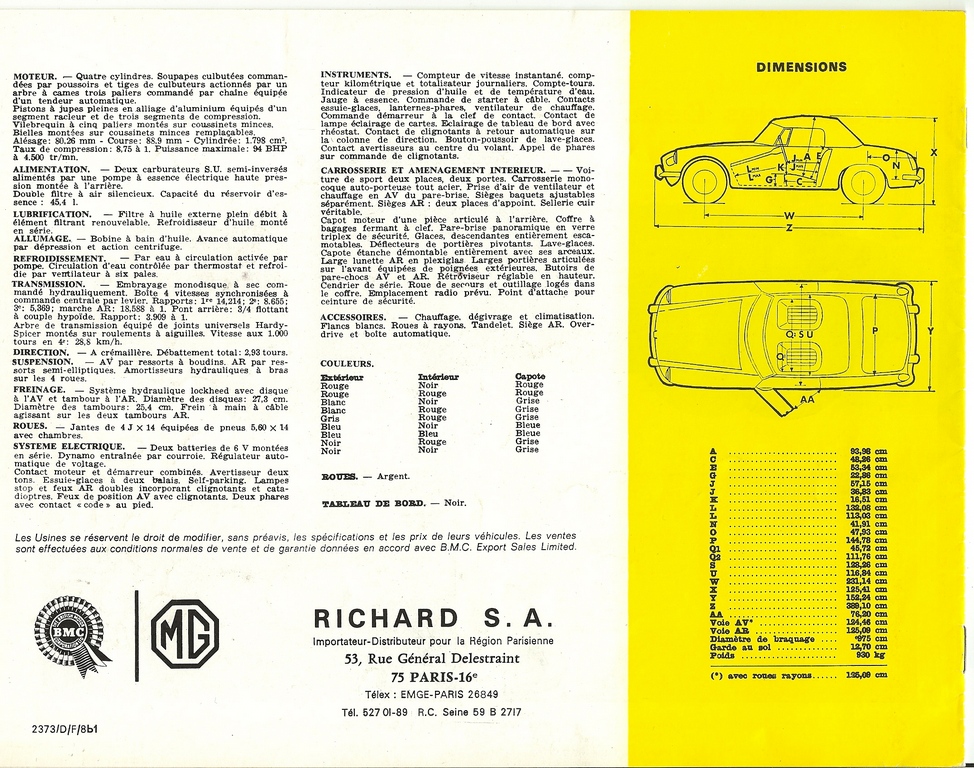 MOTEUR. — Quatre cylindres. Soupapes culbutées comman-
dées par poussoirs et tiges de culbuteurs actionnés par un
arbre à cames trois paliers commandé par chaîne équipée
d'un tendeur automatique.
Pistons à jupes pleines en alliage d'aluminium équipés d'un
segment racleur et de trois segments de compression.
Vilebrequin à cinq paliers montés sur coussinets minces.
Bielles montées sur coussinets minces remplaçables.
Alésage: 80,26 mm - Course: 88,9 mm - Cylindrée: 1.798 cm³.
Taux de compression: 8,75 à 1. Puissance maximale: 94 BHP
à 4.500 tr/mn.
ALIMENTATION. — Deux carburateurs S.U. semi-inversés
alimentés par une pompe à essence électrique haute pres-
sion montée à l'arrière.
Double filtre à air silencieux. Capacité du réservoir d'es-
sence : 45,4 l.
LUBRIFICATION. — Filtre à huile externe plein débit à
élément filtrant renouvelable. Refroidisseur d'huile monté
en série.
ALLUMAGE. — Bobine à bain d'huile. Avance automatique
par dépression et action centrifuge.
REFROIDISSEMENT. — Par eau à circulation activée par
pompe. Circulation d'eau contrôlée par thermostat et refroi-
die par ventilateur à six pales.
TRANSMISSION. — Embrayage monodisque à sec com-
mandé hydrauliquement. Boîte 4 vitesses synchronisées à
commande centrale par levier. Rapports: 1re 14,214; 2e: 8.655;
3e: 5,369; marche AR: 18,588 à 1. Pont arrière: 3/4 flottant
à couple hypoïde. Rapport: 3.909 à 1.
Arbre de transmission équipé de joints universels Hardy-
Spicer montés sur roulements à aiguilles. Vitesse aux 1.000
tours en 4e: 28,8 km/h.
DIRECTION. — A crémaillère. Débattement total: 2,93 tours.
SUSPENSION. — AV par ressorts à boudins. AR par res-
sorts semi-elliptiques. Amortisseurs hydrauliques à bras
sur les 4 roues.
FREINAGE. — Système hydraulique lockheed avec disque
à l'AV et tambour à l'AR. Diamètre des disques: 27,3 cm.
Diamètre des tambours: 25,4 cm. Frein à main à câble
agissant sur les deux tambours AR.
ROUES. — Jantes de 4 J × 14 équipées de pneus 5,60 × 14
avec chambres.
SYSTEME ELECTRIQUE. — Deux batteries de 6 V montées
en série. Dynamo entraînée par courroie. Régulateur auto-
matique de voltage.
Contact moteur et démarreur combinés. Avertisseur deux
tons. Essuie-glaces à deux balais. Self-parking. Lampes
stop et feux AR doubles incorporant clignotants et cata-
dioptres. Feux de position AV avec clignotants. Deux phares
avec contact « code » au pied.
INSTRUMENTS. — Compteur de vitesse instantané, comp-
teur kilométrique et totalisateur journaliers. Compte-tours.
Indicateur de pression d'huile et de température d'eau.
Jauge à essence. Commande de starter à câble. Contacts
essuie-glaces, lanternes-phares, ventilateur de chauffage.
Commande démarreur à la clef de contact. Contact de
lampe éclairage de cartes. Eclairage de tableau de bord avec
rhéostat. Contact de clignotants à retour automatique sur
la colonne de direction. Bouton-poussoir de lave-glaces.
Contact avertisseurs au centre du volant. Appel de phares
sur commande de clignotants.
CARROSSERIE ET AMENAGEMENT INTERIEUR. — — Voi-
ture de sport deux places, deux portes. Carrosserie mono-
coque auto-porteuse tout acier. Prise d'air de ventilateur et
chauffage en AV du pare-brise. Sièges baquets ajustables
séparément. Sièges AR : deux places d'appoint. Sellerie cuir
véritable.
Capot moteur d'une pièce articulé à l'arrière. Coffre à
bagages fermant à clef. Pare-brise panoramique en verre
triplex de sécurité. Glaces, descendantes entièrement esca-
motables. Déflecteurs de portières pivotants. Lave-glaces.
Capote étanche démontable entièrement avec ses arceaux.
Large lunette AR en plexiglas. Larges portières articulées
sur l'avant équipées de poignées extérieures. Butoirs de
pare-chocs AV et AR. Rétroviseur réglable en hauteur.
Cendrier de série. Roue de secours et outillage logés dans
le coffre. Emplacement radio prévu. Point d'attache pour
ceinture de sécurité.
ACCESSOIRES. — Chauffage, dégivrage et climatisation.
Flancs blancs. Roues à rayons. Tandelet. Siège AR. Over-
drive et boîte automatique.
COULEURS.
Extérieur Intérieur Capote
Rouge Noir Rouge
Rouge Rouge Rouge
Blanc Noir Grise
Blanc Rouge Grise
Gris Rouge Grise
Bleu Noir Bleue
Bleu Bleu Bleue
Noir Rouge Grise
Noir Noir Grise
ROUES. — Argent.
TABLEAU DE BORD. — Noir.
Les Usines se réservent le droit de modifier, sans préavis, les spécifications et les prix de leurs véhicules. Les ventes
sont effectuées aux conditions normales de vente et de garantie données en accord avec B.M.C. Export Sales Limited.
BMC
MG
RICHARD S. A.
Importateur-Distributeur pour la Région Parisienne
53, Rue Général Delestraint
75 PARIS-16e
Télex : EMGE-PARIS 26849
Tél. 527 01-89 R.C. Seine 59 B 2717
2373/D/F/8b1
DIMENSIONS
X
W
Z
O
N
A
E
K
G
C
P
Y
Q S U
Q
AA
A 93,98 cm
C 48,26 cm
E 53,34 cm
G 22,86 cm
J 57,15 cm
J 36,83 cm
K 16,51 cm
L 132,08 cm
L 113,03 cm
N 41,91 cm
O 47,93 cm
P 144,78 cm
Q1 45,72 cm
Q2 111,76 cm
S 128,26 cm
U 116,84 cm
W 231,14 cm
X 125,41 cm
Y 152,24 cm
Z 389,10 cm
AA 76,20 cm
Voie AV* 124,46 cm
Voie AR 125,09 cm
Diamètre de braquage 975 cm
Garde au sol 12,70 cm
Poids 930 kg
(*) avec roues rayons 125,09 cm